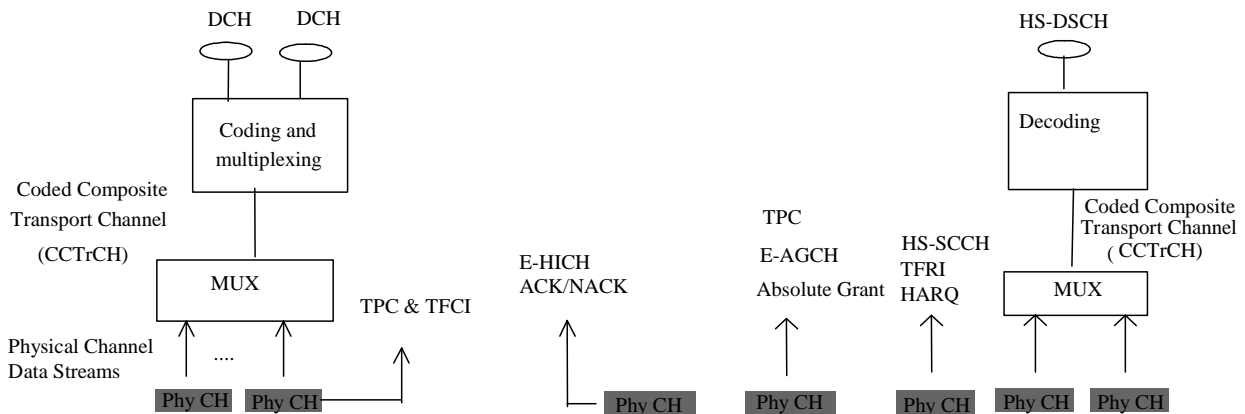 DCH
DCH
Coding and
multiplexing
Coded Composite
Transport Channel
(CCTrCH)
MUX
TPC & TFCI
Physical Channel
Data Streams
....
Phy CH
Phy CH
E-HICH
ACK/NACK
Phy CH
TPC
E-AGCH
Absolute Grant
Phy CH
HS-SCCH
TFRI
HARQ
Phy CH
HS-DSCH
Decoding
Coded Composite
Transport Channel
( CCTrCH)
MUX
Phy CH
Phy CH